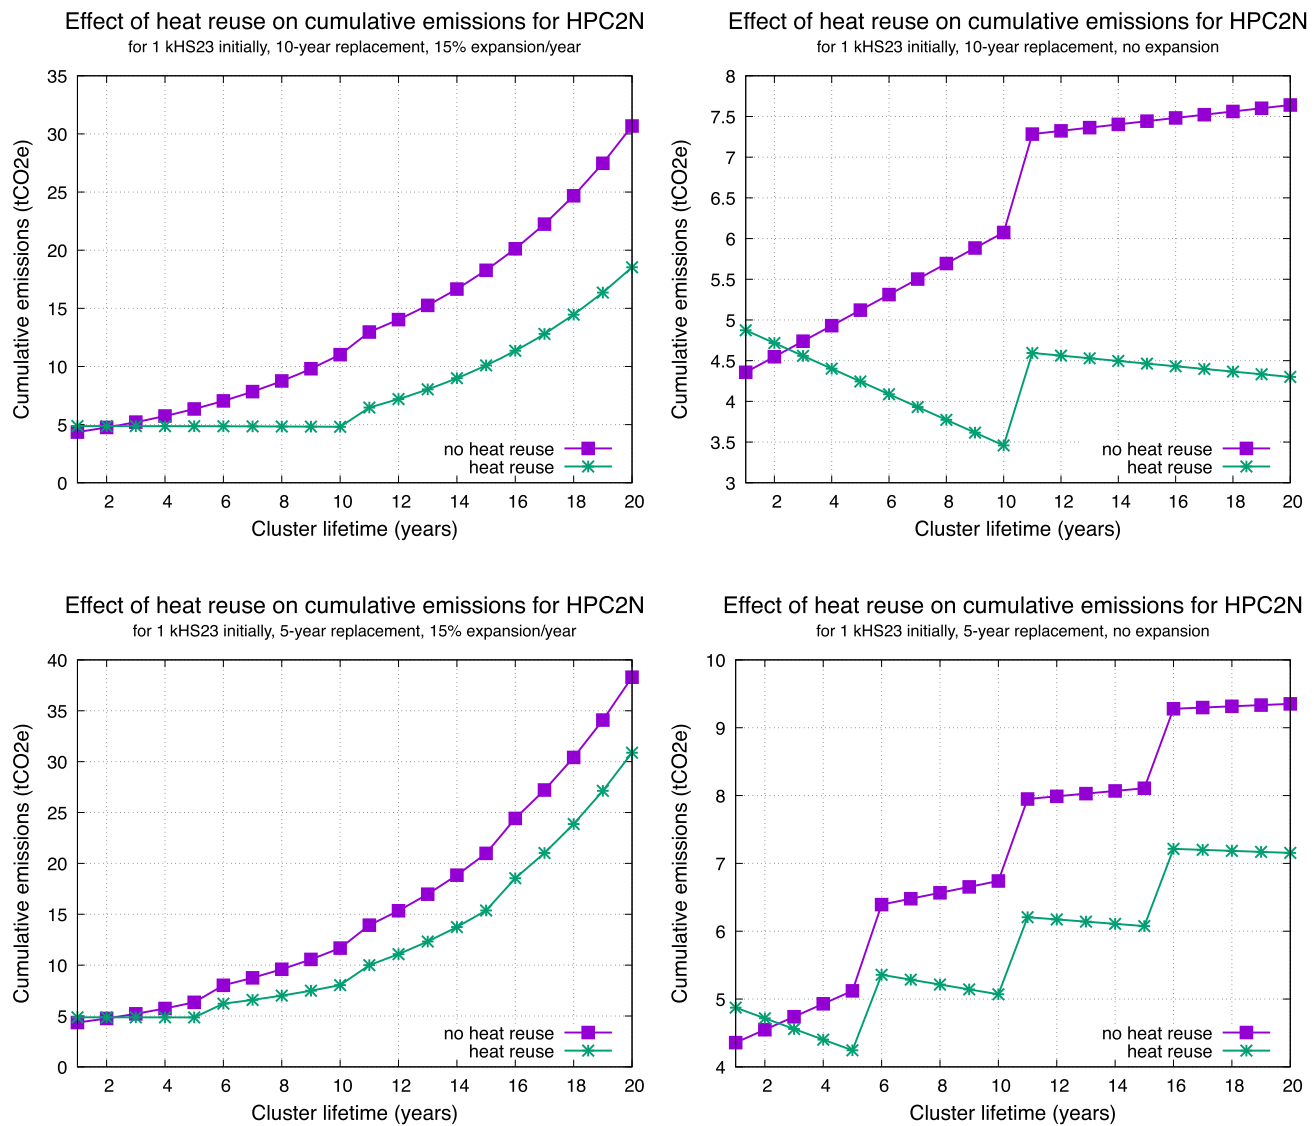 Effect of heat reuse on cumulative emissions for HPC2N
for 1 kHS23 initially, 10-year replacement, 15% expansion/year
35
30
25
20
15
10
5
0
Cumulative emissions (tCO2e)
no heat reuse
heat reuse
2 4 6 8 10 12 14 16 18 20
Cluster lifetime (years)
Effect of heat reuse on cumulative emissions for HPC2N
for 1 kHS23 initially, 10-year replacement, no expansion
8
7.5
7
6.5
6
5.5
5
4.5
4
3.5
3
Cumulative emissions (tCO2e)
no heat reuse
heat reuse
2 4 6 8 10 12 14 16 18 20
Cluster lifetime (years)
Effect of heat reuse on cumulative emissions for HPC2N
for 1 kHS23 initially, 5-year replacement, 15% expansion/year
40
35
30
25
20
15
10
5
0
Cumulative emissions (tCO2e)
no heat reuse
heat reuse
2 4 6 8 10 12 14 16 18 20
Cluster lifetime (years)
Effect of heat reuse on cumulative emissions for HPC2N
for 1 kHS23 initially, 5-year replacement, no expansion
10
9
8
7
6
5
4
Cumulative emissions (tCO2e)
no heat reuse
heat reuse
2 4 6 8 10 12 14 16 18 20
Cluster lifetime (years)